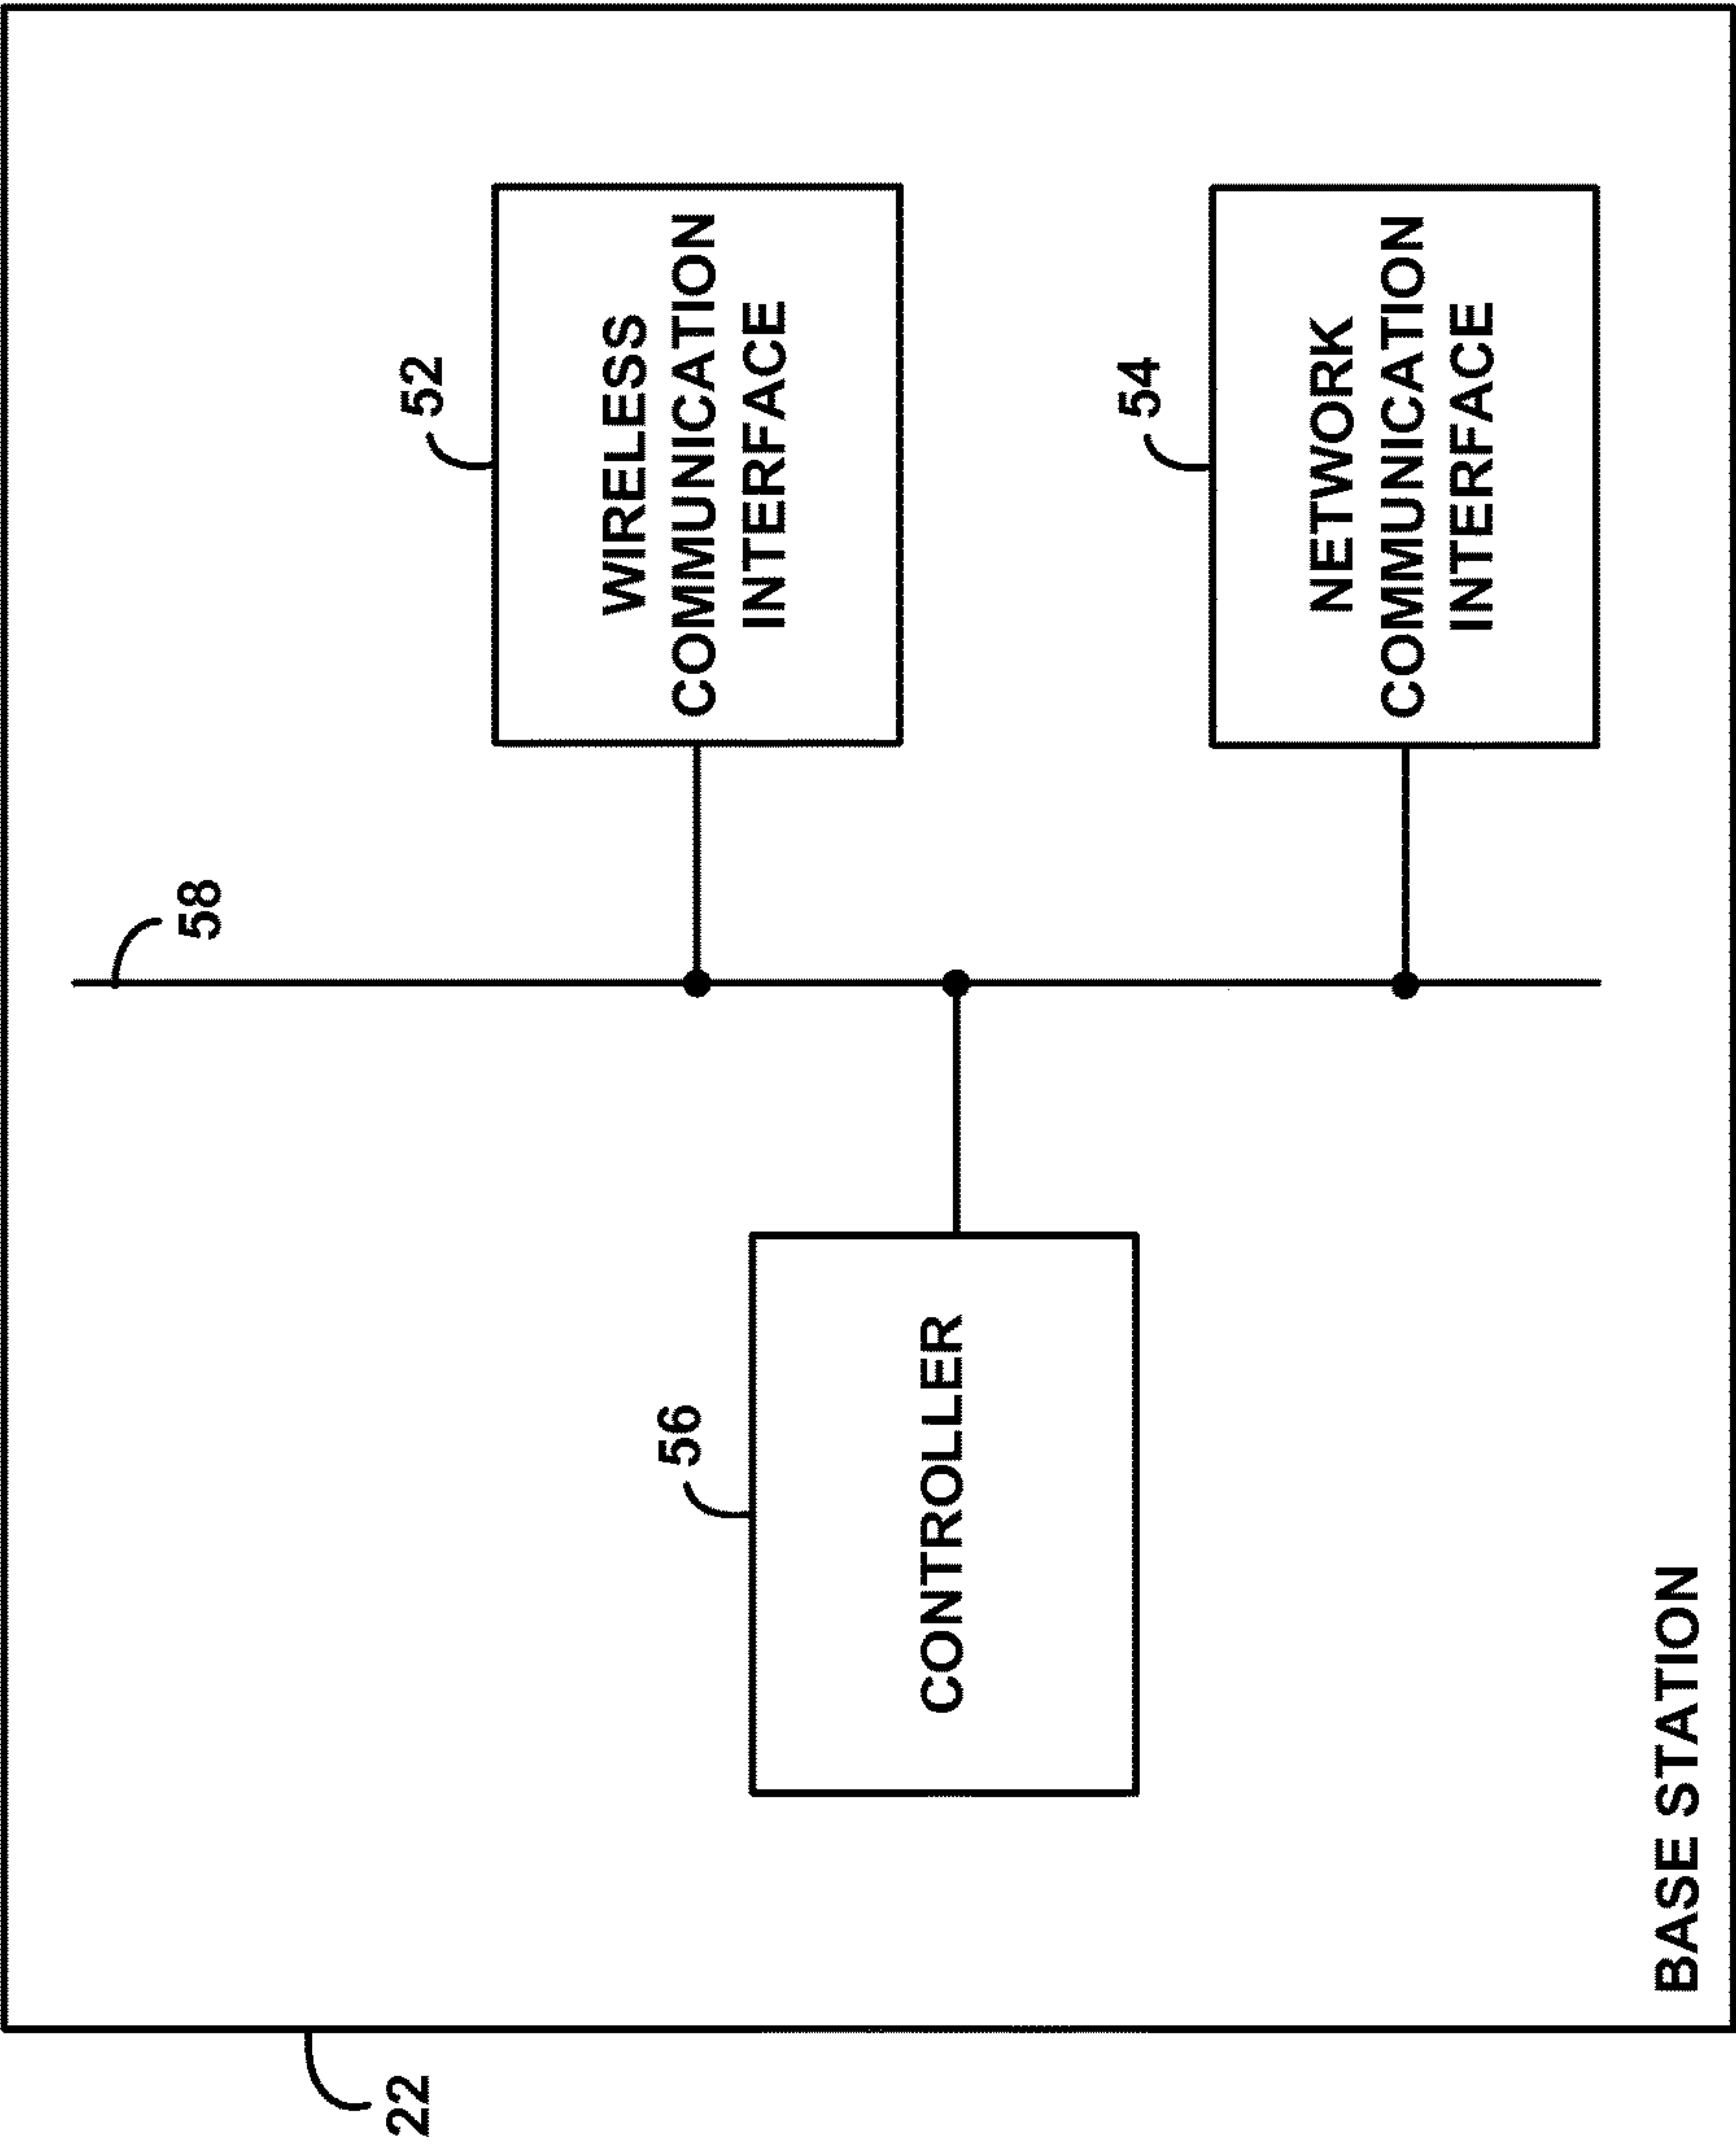 58
52
WIRELESS
COMMUNICATION
INTERFACE
56
CONTROLLER
54
NETWORK
COMMUNICATION
INTERFACE
BASE STATION
22